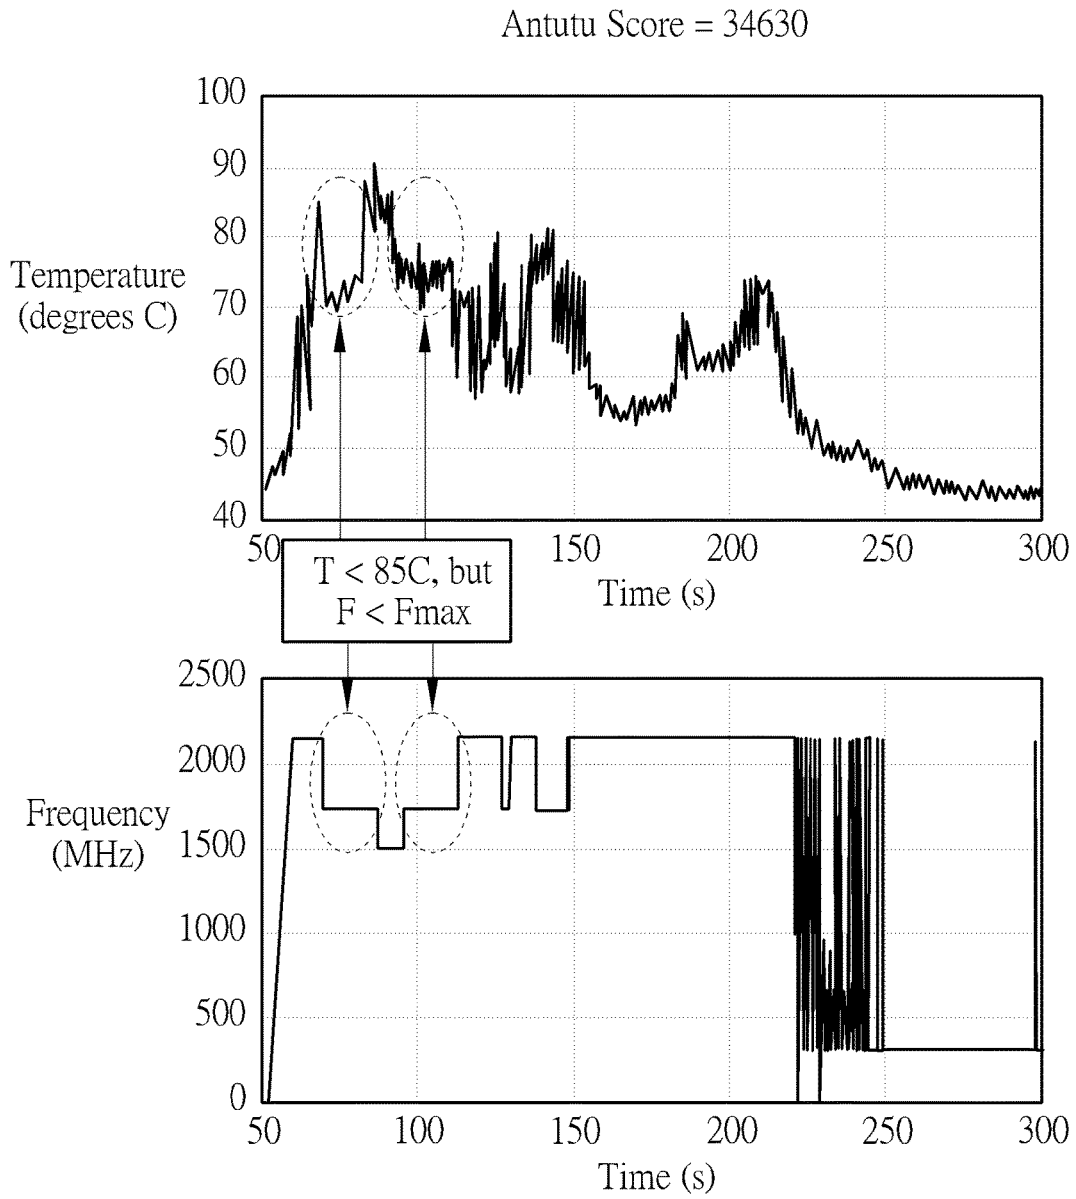 Antutu Score = 34630
100
90
80
70
60
50
40
Temperature
(degrees C)
50
150
200
250
300
Time (s)
T < 85C, but
F < Fmax
2500
2000
1500
1000
500
0
Frequency
(MHz)
50
100
150
200
250
300
Time (s)